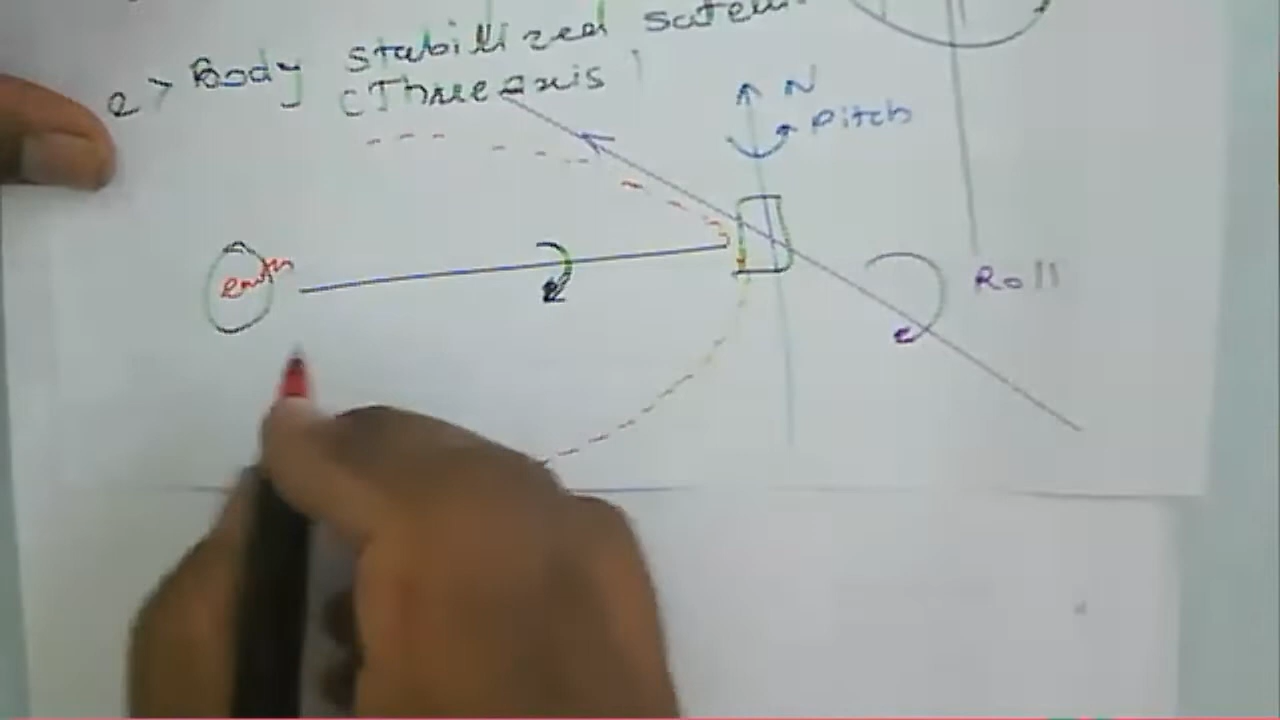 2> Body Stabilized
(Three axis)
N
Pitch
earth
Roll